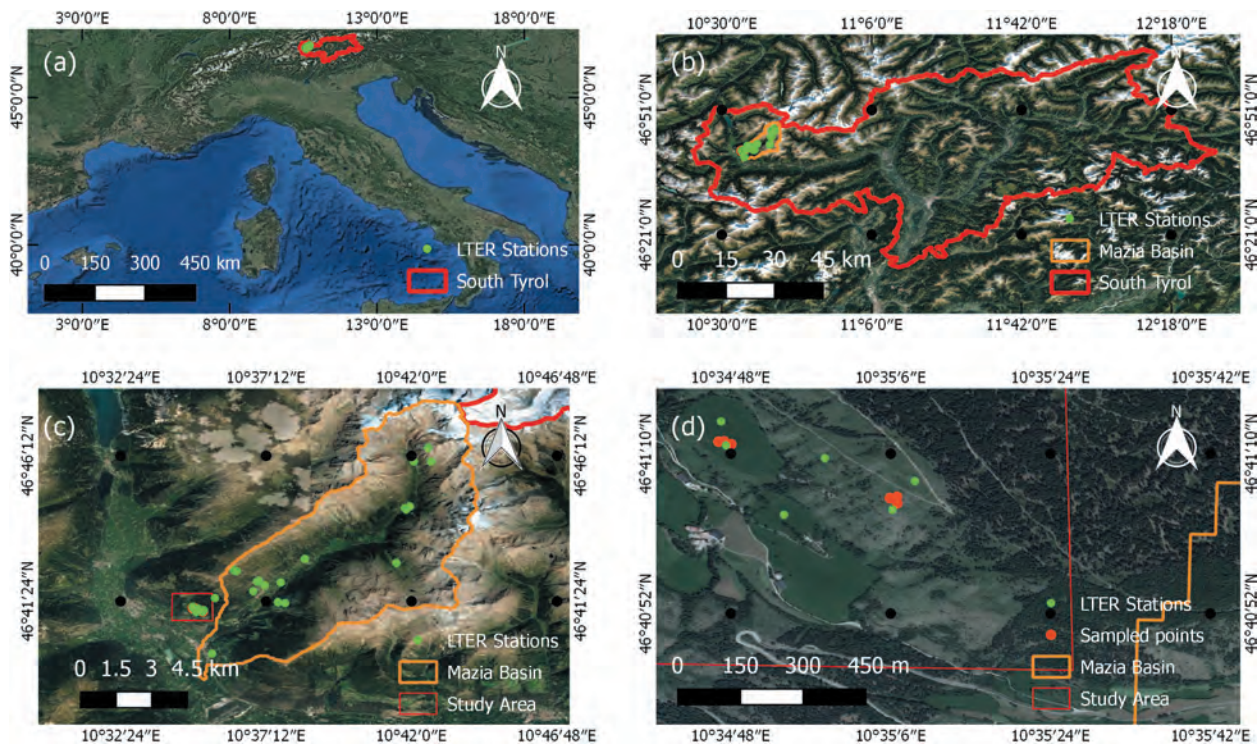 3°0′0″E 8°0′0″E 13°0′0″E 18°0′0″E
(a)
N
45°0′0″N
45°0′0″N
40°0′0″N
40°0′0″N
LTER Stations
South Tyrol
0 150 300 450 km
3°0′0″E 8°0′0″E 13°0′0″E 18°0′0″E
10°30′0″E 11°6′0″E 11°42′0″E 12°18′0″E
(b)
N
46°51′0″N
46°51′0″N
46°21′0″N
46°21′0″N
LTER Stations
Mazia Basin
South Tyrol
0 15 30 45 km
10°30′0″E 11°6′0″E 11°42′0″E 12°18′0″E
10°32′24″E 10°37′12″E 10°42′0″E 10°46′48″E
(c)
N
46°46′12″N
46°46′12″N
46°41′24″N
46°41′24″N
LTER Stations
Mazia Basin
Study Area
0 1.5 3 4.5 km
10°32′24″E 10°37′12″E 10°42′0″E 10°46′48″E
10°34′48″E 10°35′6″E 10°35′24″E 10°35′42″E
(d)
N
46°41′10″N
46°41′10″N
46°40′52″N
46°40′52″N
LTER Stations
Sampled points
Mazia Basin
Study Area
0 150 300 450 m
10°34′48″E 10°35′6″E 10°35′24″E 10°35′42″E